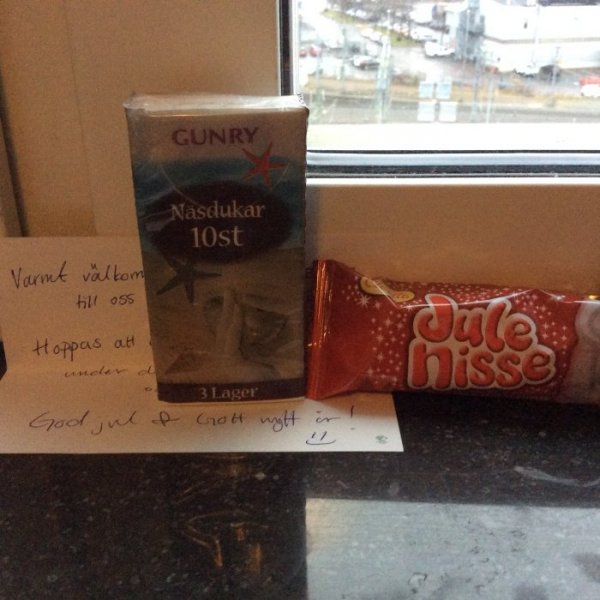 GUNRY
Näsdukar
10st
3 Lager
Varmt välkom
till oss
Hoppas att
under d
God jul & Gott nytt år!
Jule
Nisse